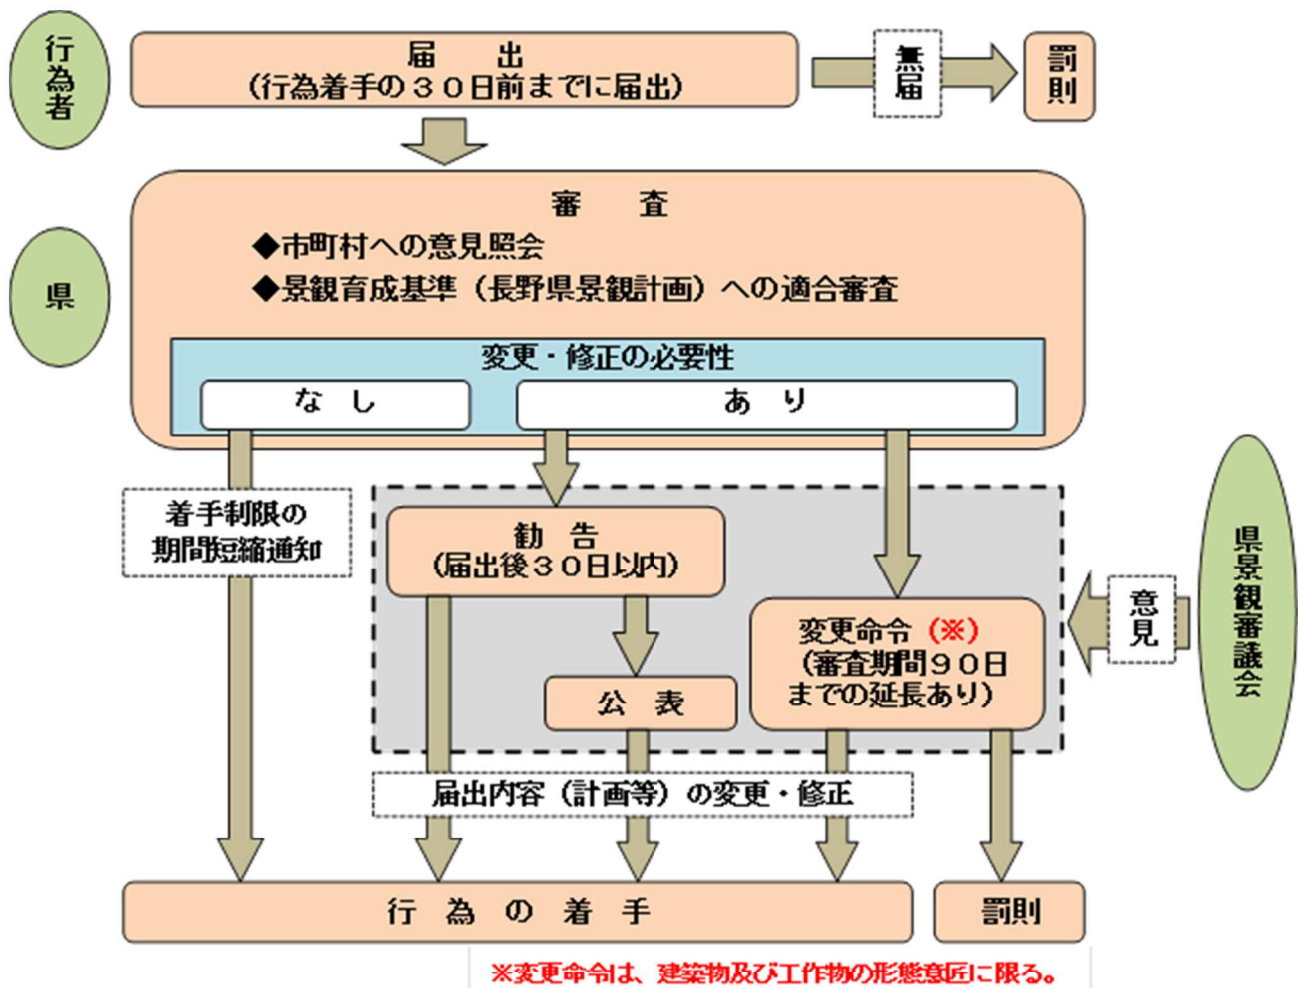 行為者
届　出
(行為着手の３０日前までに届出)
無届
罰則
県
審　査
◆市町村への意見照会
◆景観育成基準（長野県景観計画）への適合審査
変更・修正の必要性
なし
あり
着手制限の
期間短縮通知
勧告
(届出後３０日以内)
公表
変更命令（※）
（審査期間９０日
までの延長あり）
意見
県景観審議会
届出内容（計画等）の変更・修正
行為の着手
罰則
※変更命令は、建築物及び工作物の形態意匠に限る。